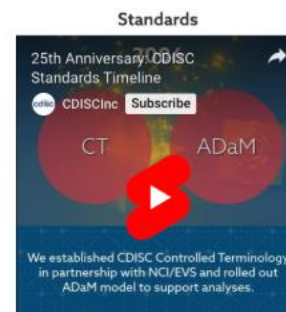 Standards
25th Anniversary: CDISC
Standards Timeline
cdisc
CDISCInc Subscribe
CT ADaM
We established CDISC Controlled Terminology
in partnership with NCI/EVS and rolled out
ADaM model to support analyses.